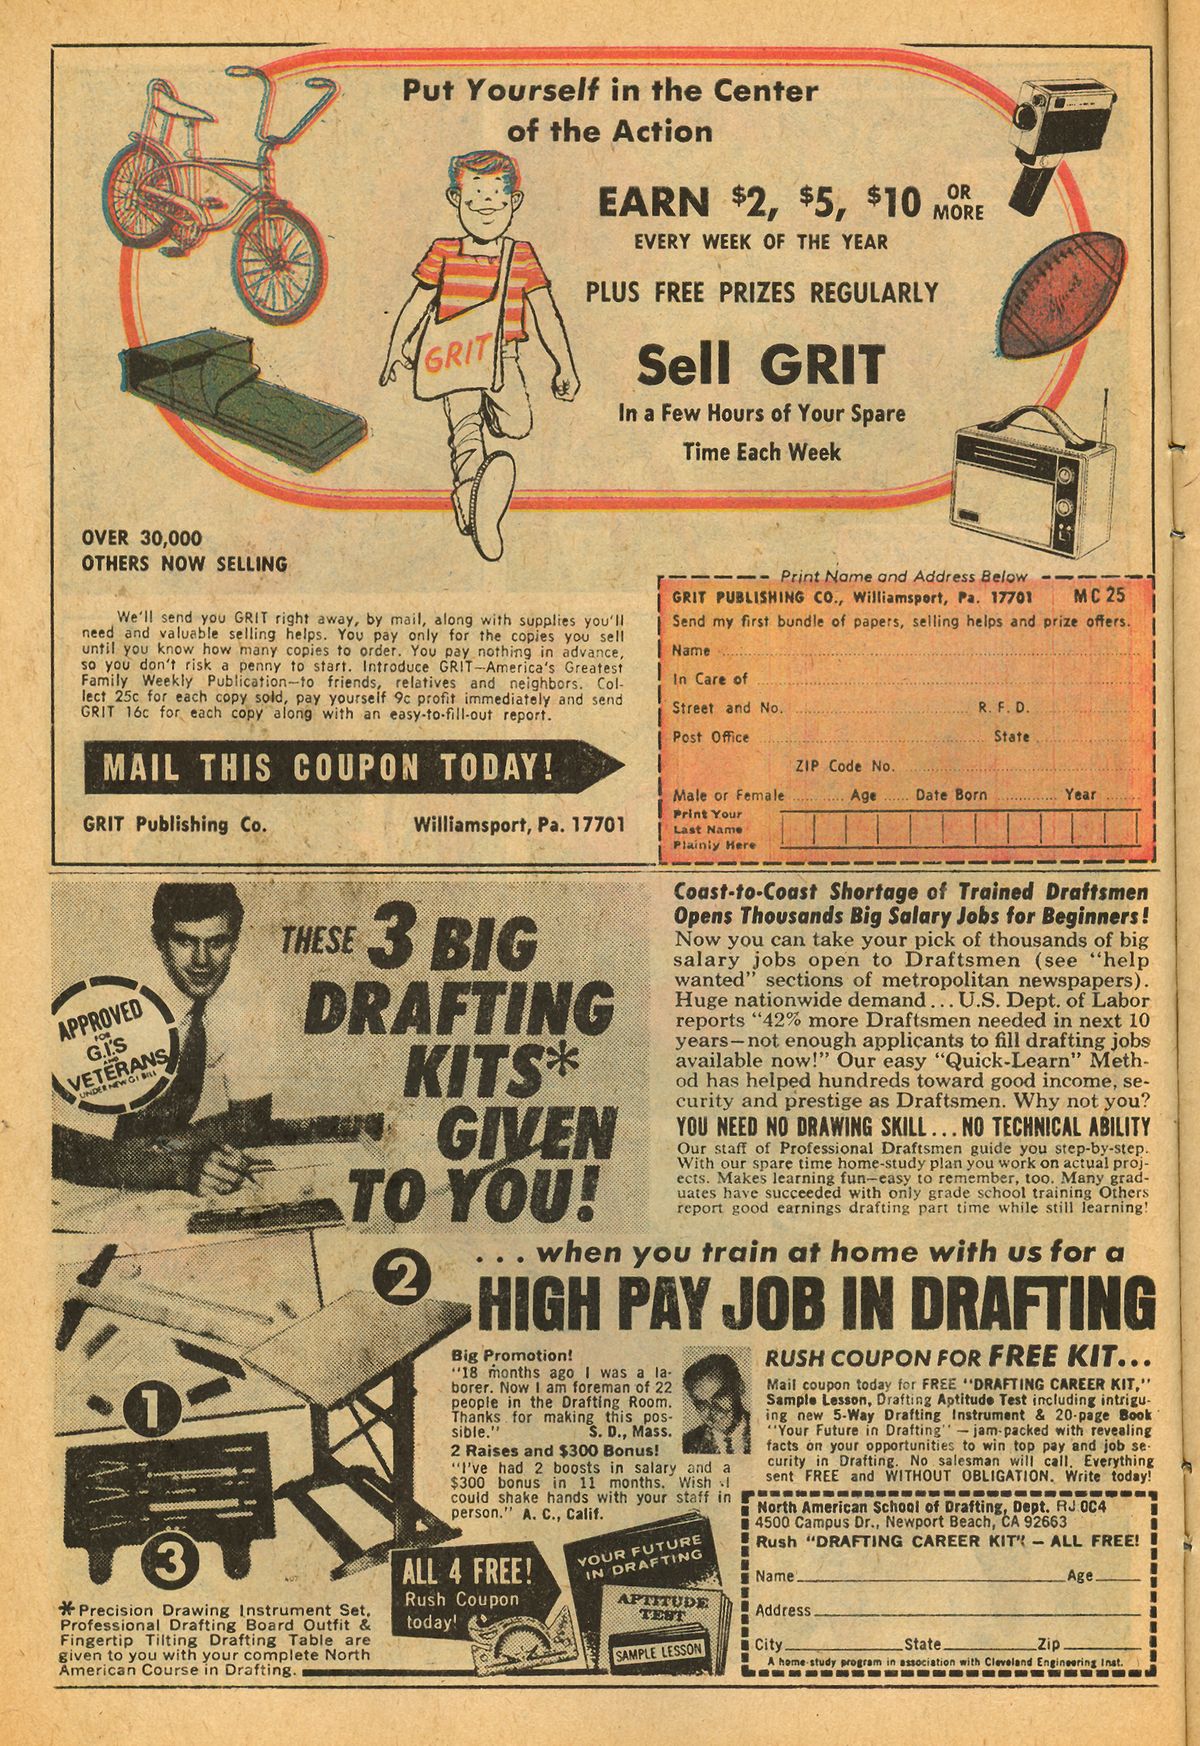 Put Yourself in the Center
of the Action
EARN $2, $5, $10 OR MORE
EVERY WEEK OF THE YEAR
PLUS FREE PRIZES REGULARLY
Sell GRIT
In a Few Hours of Your Spare
Time Each Week
GRIT
OVER 30,000
OTHERS NOW SELLING
We'll send you GRIT right away, by mail, along with supplies you'll
need and valuable selling helps. You pay only for the copies you sell
until you know how many copies to order. You pay nothing in advance,
so you don't risk a penny to start. Introduce GRIT—America's Greatest
Family Weekly Publication—to friends, relatives and neighbors. Col-
lect 25c for each copy sold, pay yourself 9c profit immediately and send
GRIT 16c for each copy along with an easy-to-fill-out report.
MAIL THIS COUPON TODAY!
GRIT Publishing Co. Williamsport, Pa. 17701
Print Name and Address Below
GRIT PUBLISHING CO., Williamsport, Pa. 17701 MC 25
Send my first bundle of papers, selling helps and prize offers.
Name
In Care of
Street and No. R. F. D.
Post Office State
ZIP Code No.
Male or Female Age Date Born Year
Print Your
Last Name
Plainly Here
APPROVED
FOR
G.I.'S
AND
VETERANS
UNDER NEW GI BILL
THESE 3 BIG
DRAFTING
KITS*
GIVEN
TO YOU!
Coast-to-Coast Shortage of Trained Draftsmen
Opens Thousands Big Salary Jobs for Beginners!
Now you can take your pick of thousands of big
salary jobs open to Draftsmen (see "help
wanted" sections of metropolitan newspapers).
Huge nationwide demand... U.S. Dept. of Labor
reports "42% more Draftsmen needed in next 10
years—not enough applicants to fill drafting jobs
available now!" Our easy "Quick-Learn" Meth-
od has helped hundreds toward good income, se-
curity and prestige as Draftsmen. Why not you?
YOU NEED NO DRAWING SKILL...NO TECHNICAL ABILITY
Our staff of Professional Draftsmen guide you step-by-step.
With our spare time home-study plan you work on actual proj-
ects. Makes learning fun—easy to remember, too. Many grad-
uates have succeeded with only grade school training Others
report good earnings drafting part time while still learning!
... when you train at home with us for a
HIGH PAY JOB IN DRAFTING
1
2
3
Big Promotion!
"18 months ago I was a la-
borer. Now I am foreman of 22
people in the Drafting Room.
Thanks for making this pos-
sible." S. D., Mass.
2 Raises and $300 Bonus!
"I've had 2 boosts in salary and a
$300 bonus in 11 months. Wish I
could shake hands with your staff in
person." A. C., Calif.
RUSH COUPON FOR FREE KIT...
Mail coupon today for FREE "DRAFTING CAREER KIT,"
Sample Lesson, Drafting Aptitude Test including intrigu-
ing new 5-Way Drafting Instrument & 20-page Book
"Your Future in Drafting" — jam-packed with revealing
facts on your opportunities to win top pay and job se-
curity in Drafting. No salesman will call. Everything
sent FREE and WITHOUT OBLIGATION. Write today!
ALL 4 FREE!
Rush Coupon
today!
YOUR FUTURE
IN DRAFTING
APTITUDE
TEST
SAMPLE LESSON
* Precision Drawing Instrument Set,
Professional Drafting Board Outfit &
Fingertip Tilting Drafting Table are
given to you with your complete North
American Course in Drafting.
North American School of Drafting, Dept. RJ 0C4
4500 Campus Dr., Newport Beach, CA 92663
Rush "DRAFTING CAREER KIT" — ALL FREE!
Name Age
Address
City State Zip
A home-study program in association with Cleveland Engineering Inst.